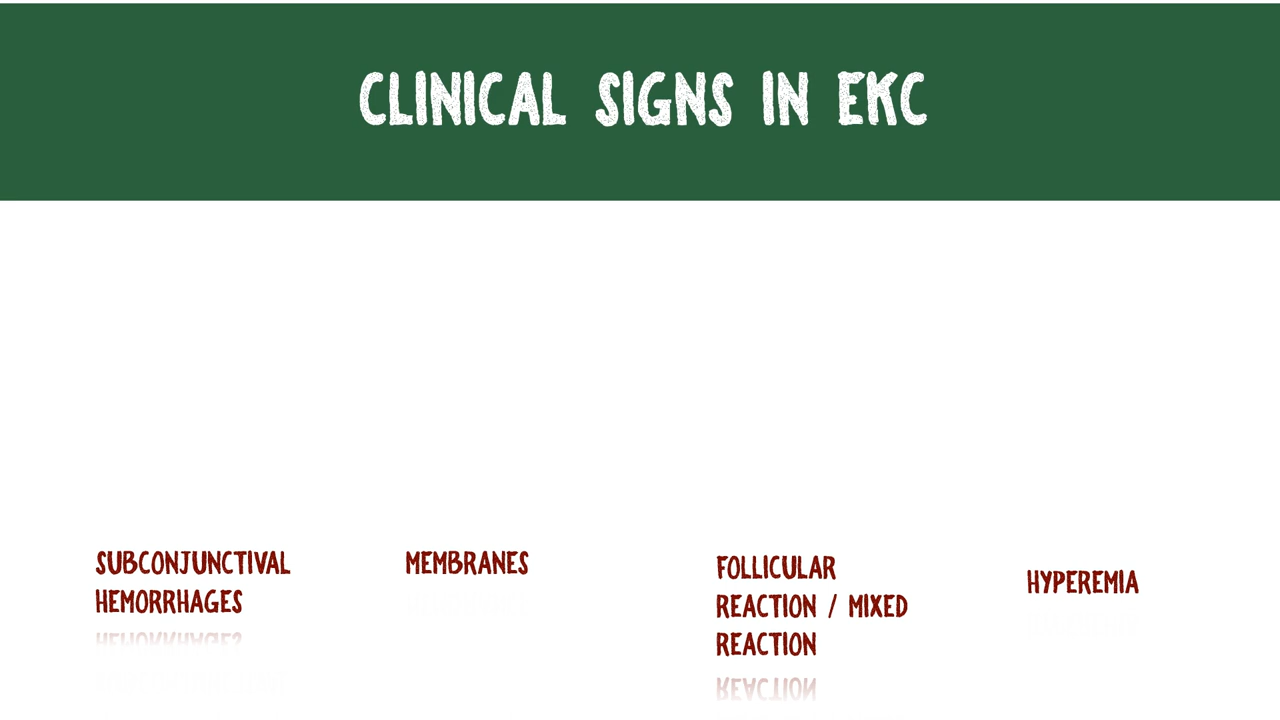 CLINICAL SIGNS IN EKC
SUBCONJUNCTIVAL
HEMORRHAGES
MEMBRANES
FOLLICULAR
REACTION / MIXED
REACTION
HYPEREMIA